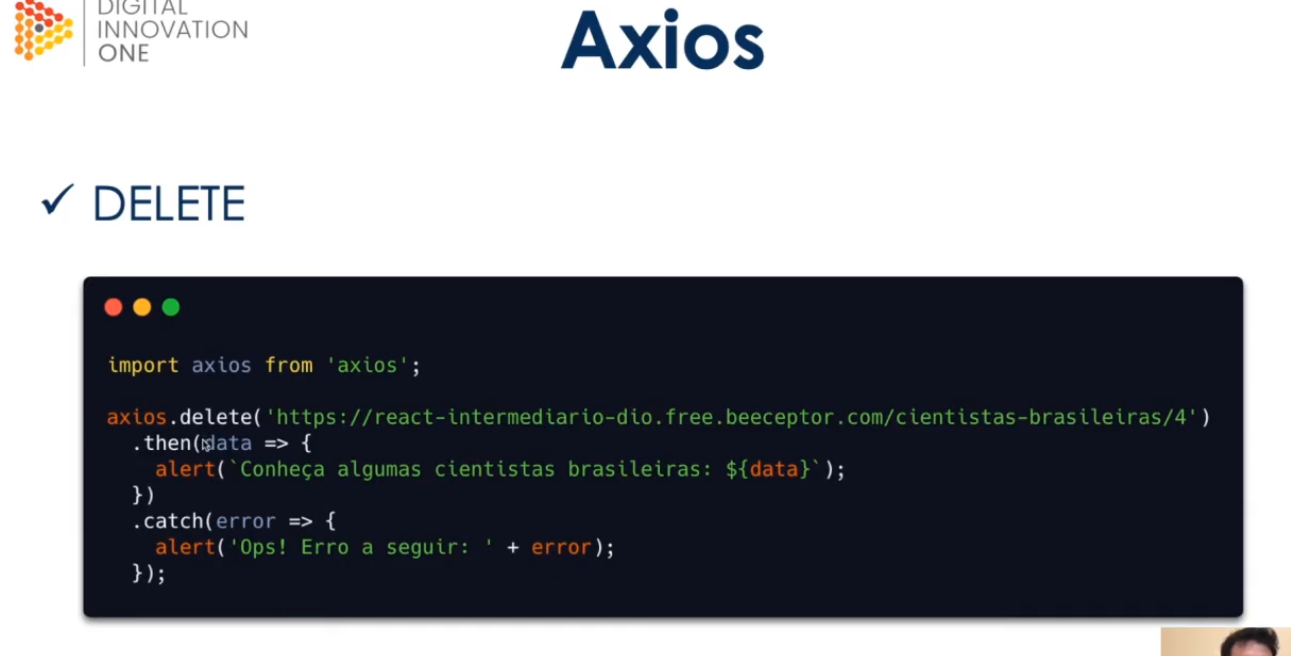 DIGITAL
INNOVATION
ONE
Axios
✓ DELETE
import axios from 'axios';
axios.delete('https://react-intermediario-dio.free.beeceptor.com/cientistas-brasileiras/4')
.then(data => {
alert(`Conheça algumas cientistas brasileiras: ${data}`);
})
.catch(error => {
alert('Ops! Erro a seguir: ' + error);
});